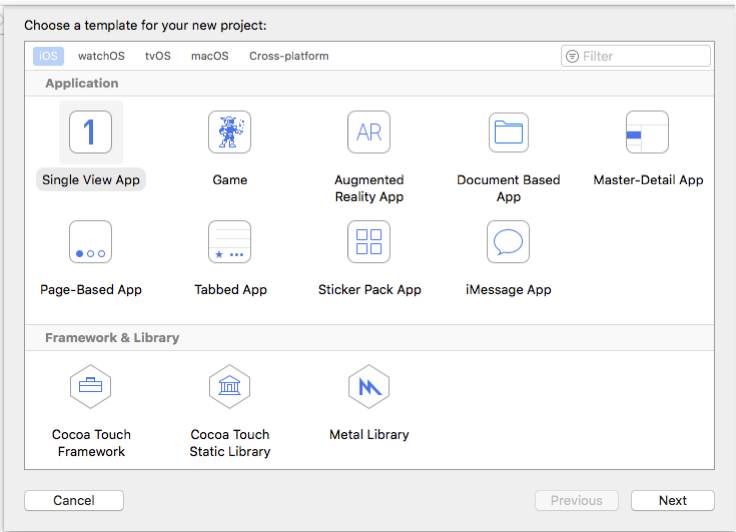 Choose a template for your new project:
iOS watchOS tvOS macOS Cross-platform Filter
Application
1 AR
Single View App Game Augmented Reality App Document Based App Master-Detail App
Page-Based App Tabbed App Sticker Pack App iMessage App
Framework & Library
Cocoa Touch Framework Cocoa Touch Static Library Metal Library
Cancel Previous Next